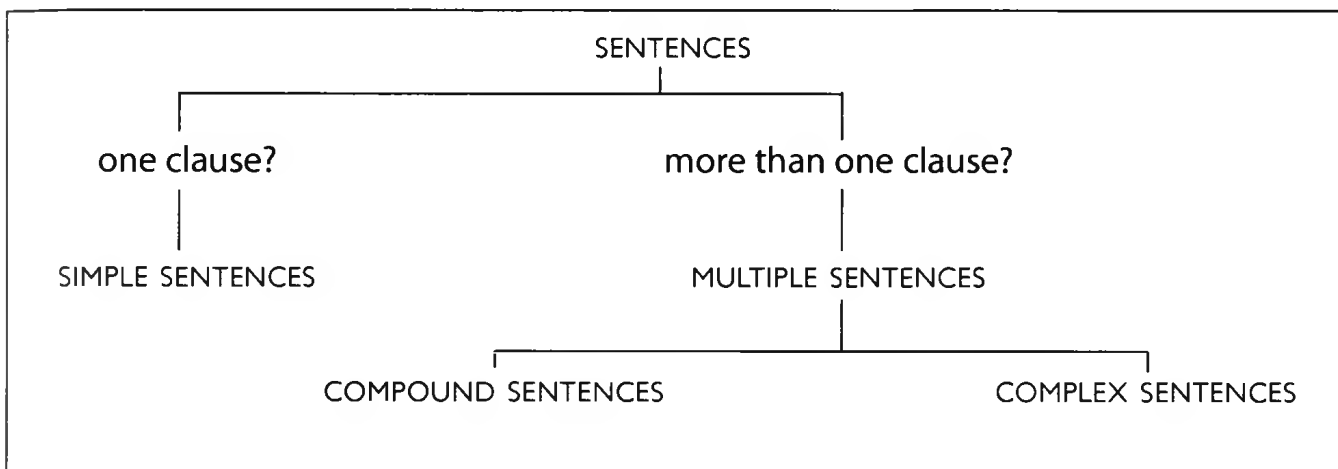 SENTENCES
one clause?
more than one clause?
SIMPLE SENTENCES
MULTIPLE SENTENCES
COMPOUND SENTENCES
COMPLEX SENTENCES